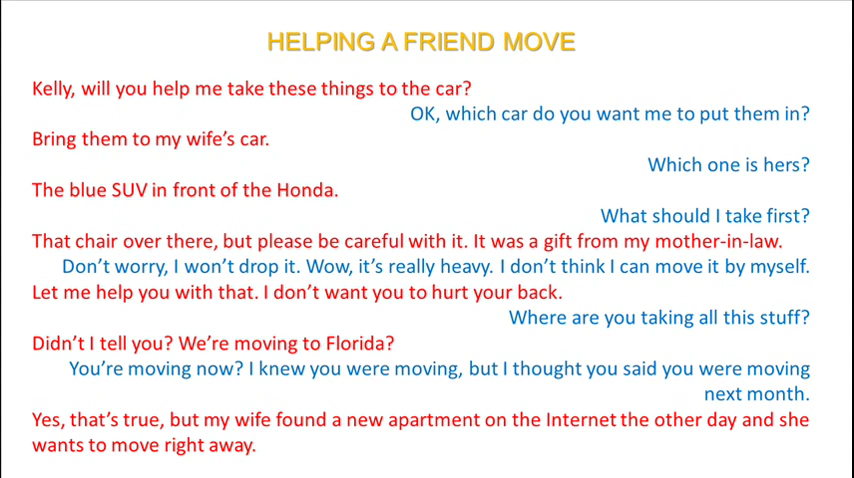 HELPING A FRIEND MOVE
Kelly, will you help me take these things to the car?
OK, which car do you want me to put them in?
Bring them to my wife's car.
Which one is hers?
The blue SUV in front of the Honda.
What should I take first?
That chair over there, but please be careful with it. It was a gift from my mother-in-law.
Don't worry, I won't drop it. Wow, it's really heavy. I don't think I can move it by myself.
Let me help you with that. I don't want you to hurt your back.
Where are you taking all this stuff?
Didn't I tell you? We're moving to Florida?
You're moving now? I knew you were moving, but I thought you said you were moving
next month.
Yes, that's true, but my wife found a new apartment on the Internet the other day and she
wants to move right away.